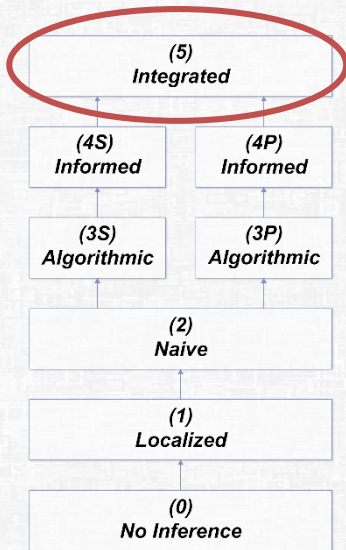 (5)
Integrated
(4S)
Informed
(4P)
Informed
(3S)
Algorithmic
(3P)
Algorithmic
(2)
Naive
(1)
Localized
(0)
No Inference